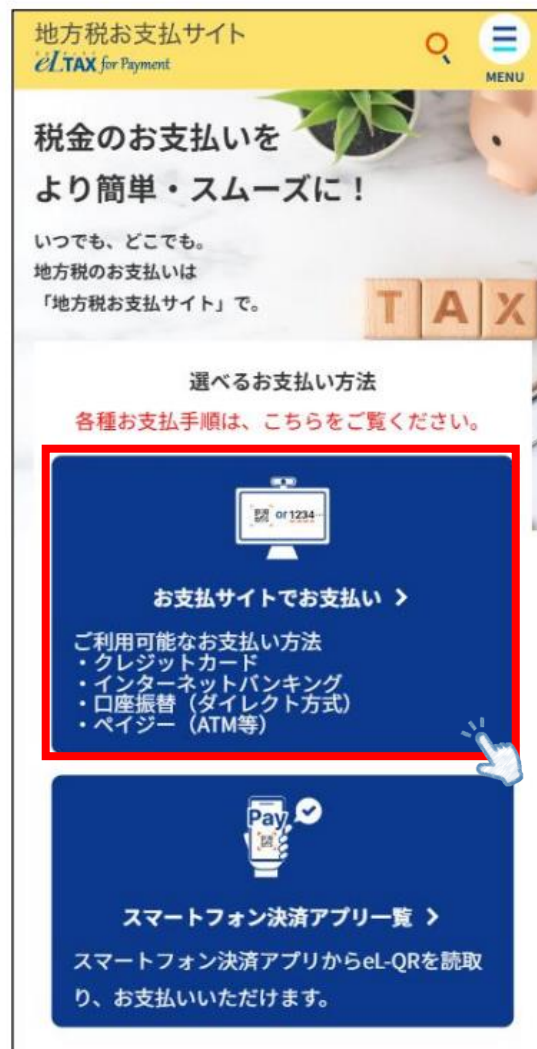 地方税お支払サイト
eLTAX for Payment
MENU
税金のお支払いを
より簡単・スムーズに！
いつでも、どこでも。
地方税のお支払いは
「地方税お支払サイト」で。
TAX
選べるお支払い方法
各種お支払手順は、こちらをご覧ください。
or 1234…
お支払サイトでお支払い
ご利用可能なお支払い方法
・クレジットカード
・インターネットバンキング
・口座振替（ダイレクト方式）
・ペイジー（ATM等）
Pay
スマートフォン決済アプリ一覧
スマートフォン決済アプリからeL-QRを読取
り、お支払いいただけます。